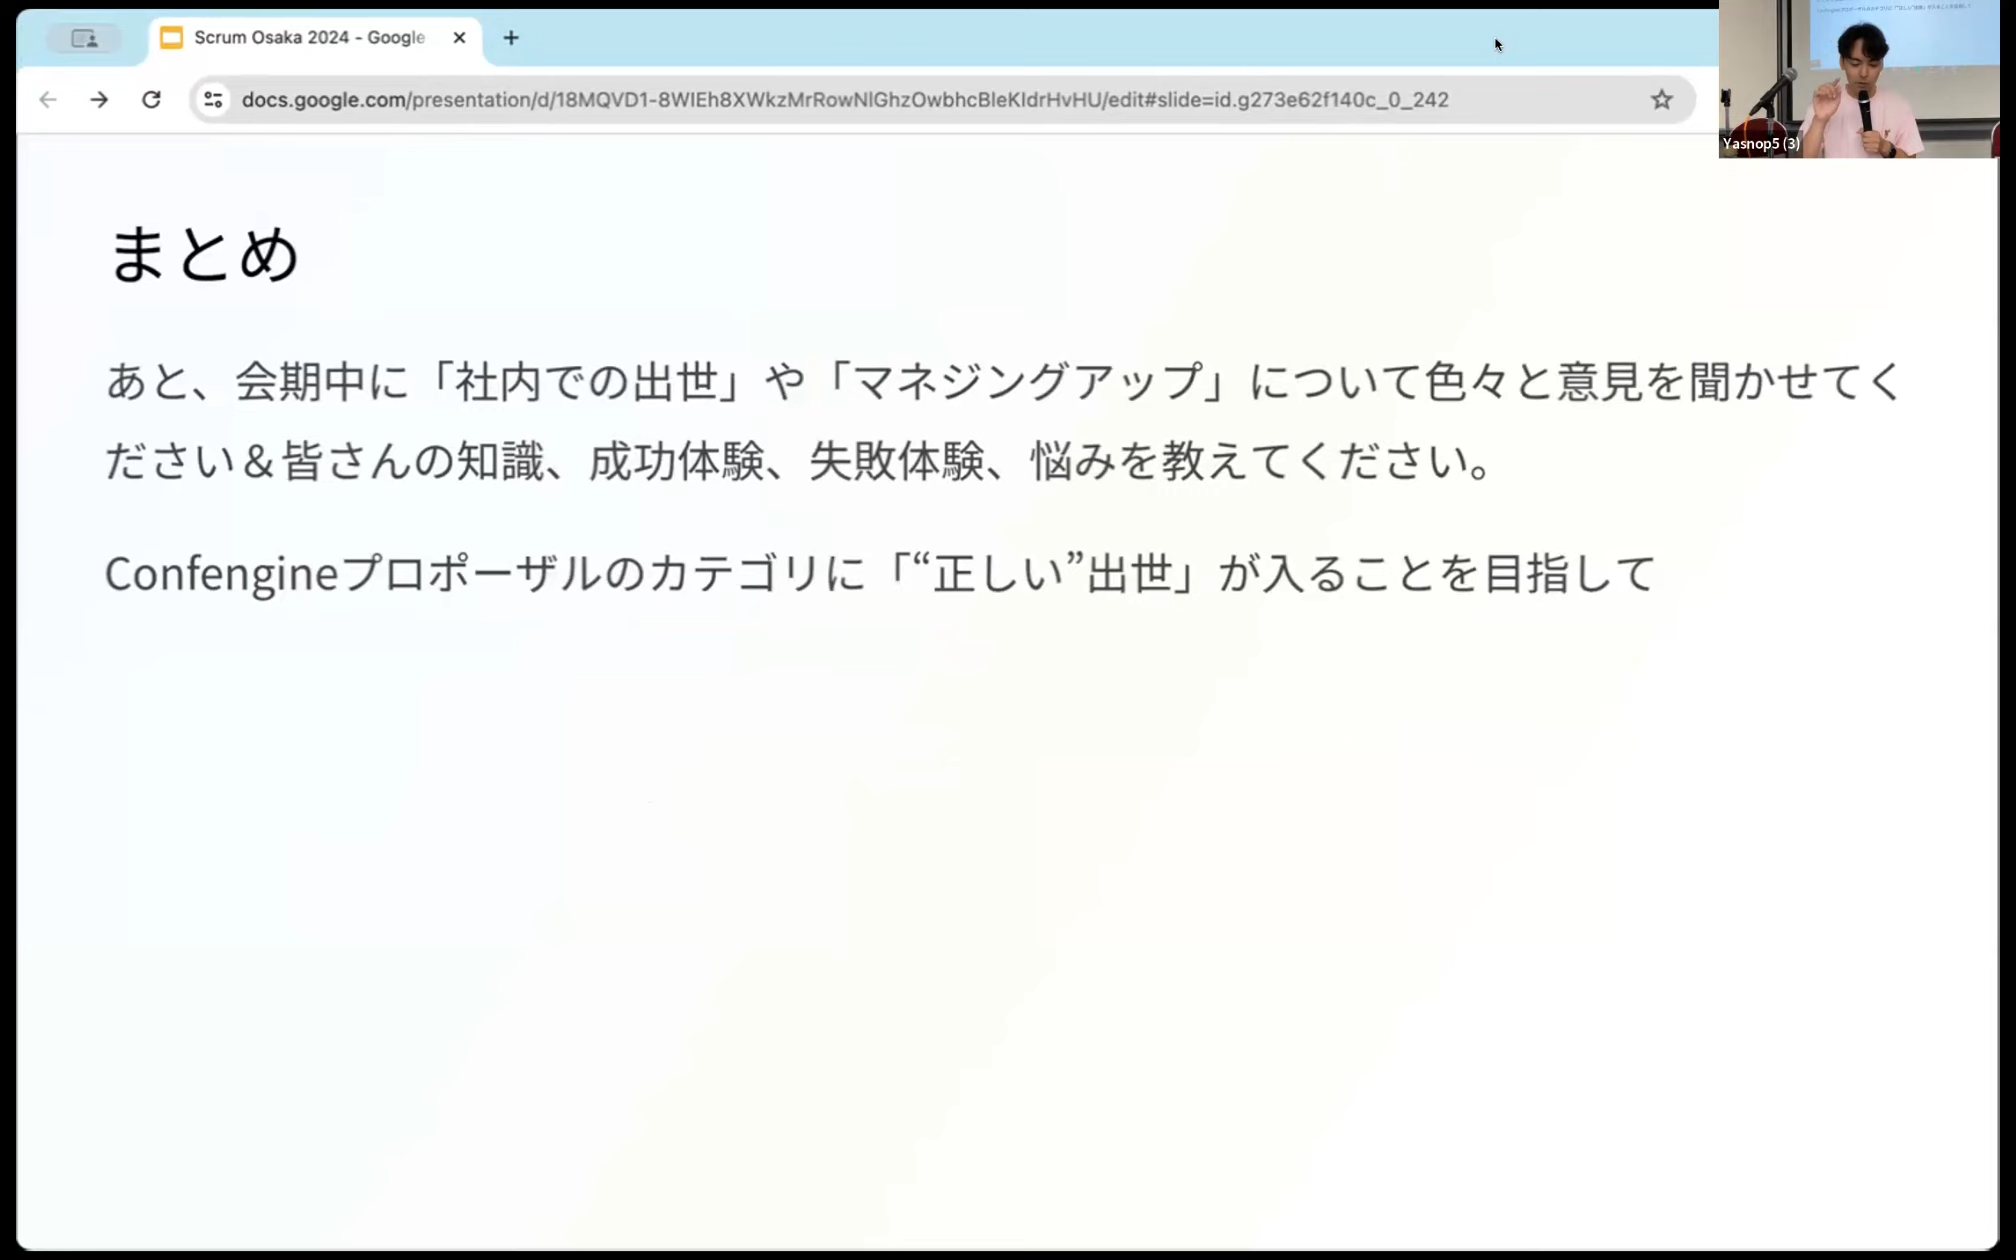 Scrum Osaka 2024 - Google
docs.google.com/presentation/d/18MQVD1-8WIEh8XWkzMrRowNlGhzOwbhcBleKIdrHvHU/edit#slide=id.g273e62f140c_0_242
Yasnop5 (3)
まとめ
あと、会期中に「社内での出世」や「マネジングアップ」について色々と意見を聞かせてく
ださい＆皆さんの知識、成功体験、失敗体験、悩みを教えてください。
Confengineプロポーザルのカテゴリに「“正しい”出世」が入ることを目指して